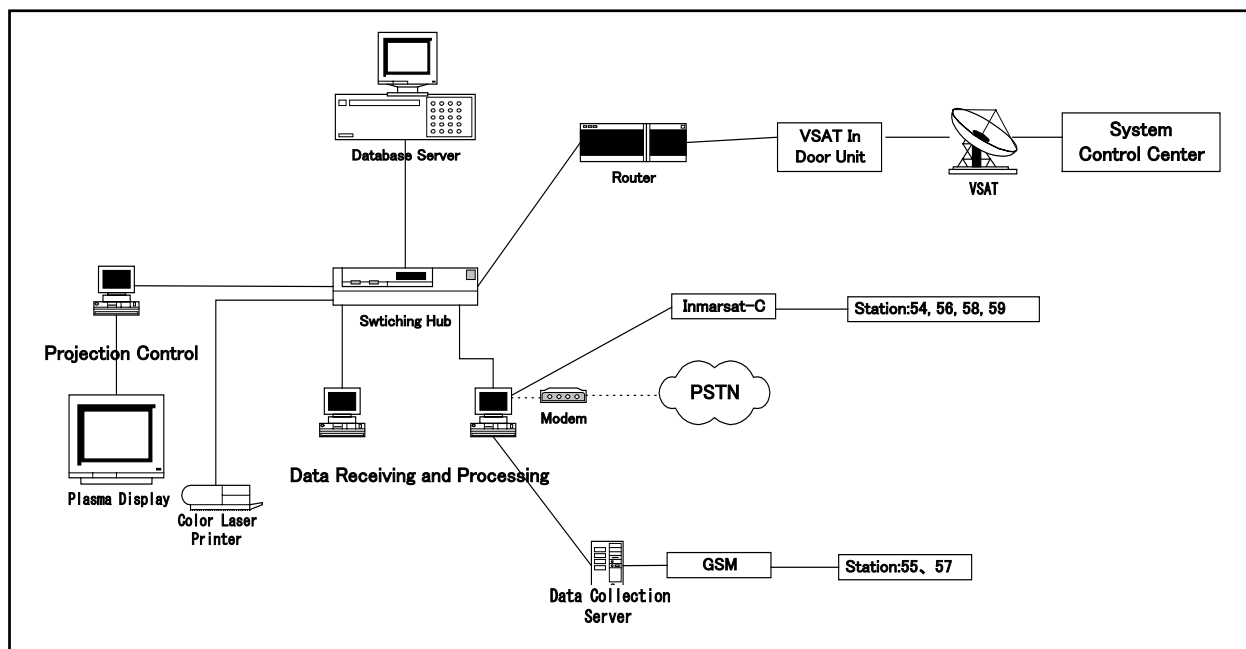 Database Server
Router
VSAT In
Door Unit
VSAT
System
Control Center
Swtiching Hub
Projection Control
Inmarsat-C
Station:54, 56, 58, 59
PSTN
Modem
Data Receiving and Processing
Plasma Display
Color Laser
Printer
GSM
Station:55、57
Data Collection
Server